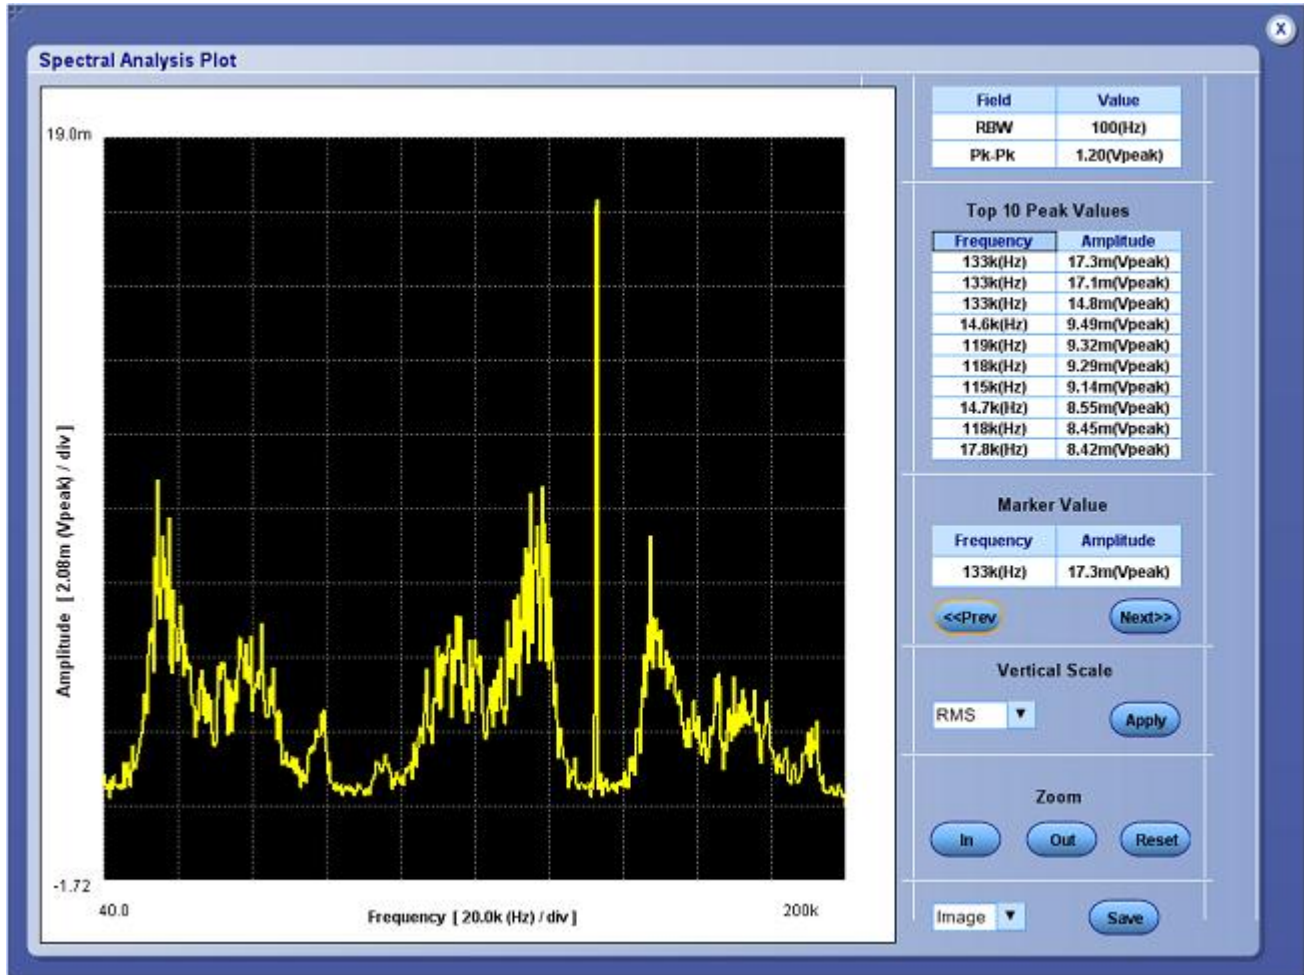 X
Spectral Analysis Plot
19.0m
Amplitude [ 2.08m (Vpeak) / div ]
-1.72
40.0
Frequency [ 20.0k (Hz) / div ]
200k
Field Value
RBW 100(Hz)
Pk-Pk 1.20(Vpeak)
Top 10 Peak Values
Frequency Amplitude
133k(Hz) 17.3m(Vpeak)
133k(Hz) 17.1m(Vpeak)
133k(Hz) 14.8m(Vpeak)
14.6k(Hz) 9.49m(Vpeak)
119k(Hz) 9.32m(Vpeak)
118k(Hz) 9.29m(Vpeak)
115k(Hz) 9.14m(Vpeak)
14.7k(Hz) 8.55m(Vpeak)
118k(Hz) 8.45m(Vpeak)
17.8k(Hz) 8.42m(Vpeak)
Marker Value
Frequency Amplitude
133k(Hz) 17.3m(Vpeak)
<<Prev Next>>
Vertical Scale
RMS Apply
Zoom
In Out Reset
Image Save